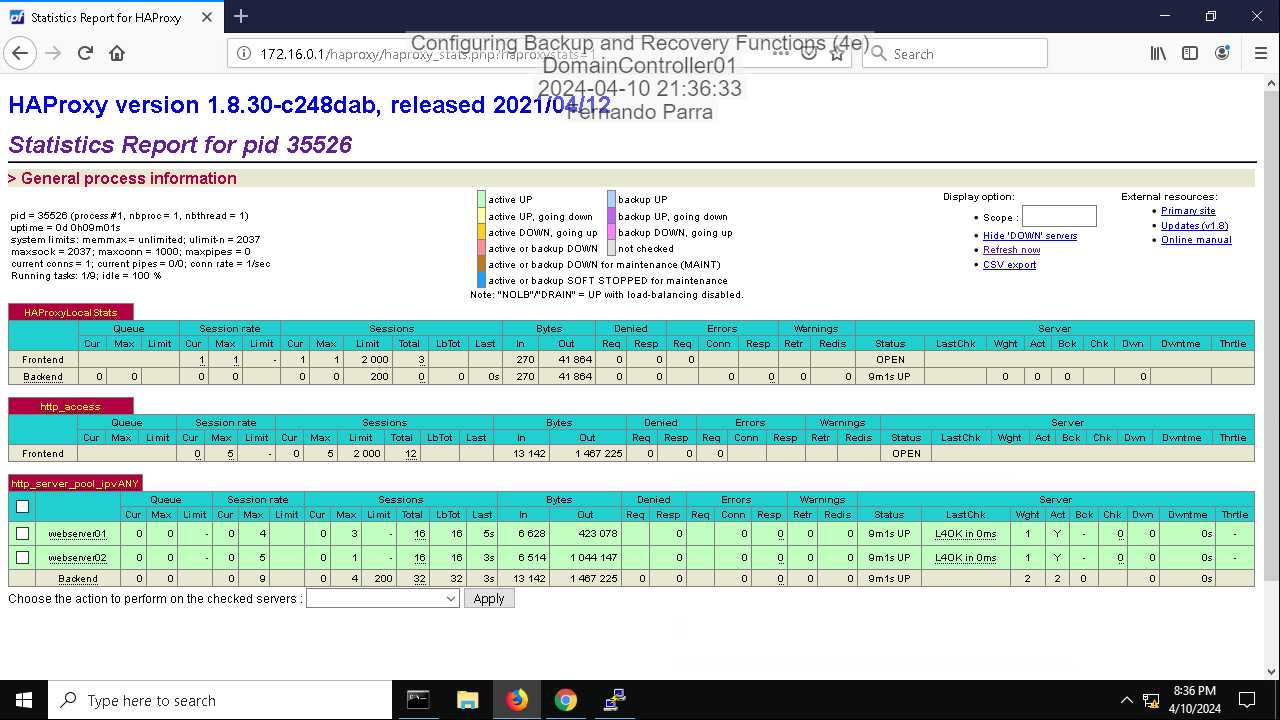 Statistics Report for HAProxy
172.16.0.1/haproxy/haproxy_stats.php?haproxystats=1
Search
Configuring Backup and Recovery Functions (4e)
DomainController01
2024-04-10 21:36:33
Fernando Parra
HAProxy version 1.8.30-c248dab, released 2021/04/12
Statistics Report for pid 35526
> General process information
pid = 35526 (process #1, nbproc = 1, nbthread = 1)
uptime = 0d 0h09m01s
system limits: memmax = unlimited; ulimit-n = 2037
maxsock = 2037; maxconn = 1000; maxpipes = 0
current conns = 1; current pipes = 0/0; conn rate = 1/sec
Running tasks: 1/9; idle = 100 %
active UP backup UP
active UP, going down backup UP, going down
active DOWN, going up backup DOWN, going up
active or backup DOWN not checked
active or backup DOWN for maintenance (MAINT)
active or backup SOFT STOPPED for maintenance
Note: "NOLB"/"DRAIN" = UP with load-balancing disabled.
Display option:
Scope :
Hide 'DOWN' servers
Refresh now
CSV export
External resources:
Primary site
Updates (v1.8)
Online manual
HAProxyLocalStats
Queue Session rate Sessions Bytes Denied Errors Warnings Server
Cur Max Limit Cur Max Limit Cur Max Limit Total LbTot Last In Out Req Resp Req Conn Resp Retr Redis Status LastChk Wght Act Bck Chk Dwn Dwntme Thrtle
Frontend 1 1 - 1 1 2 000 3 270 41 864 0 0 0 OPEN
Backend 0 0 0 0 0 0 200 0 0 0s 270 41 864 0 0 0 0 0 0 9m1s UP 0 0 0 0
http_access
Queue Session rate Sessions Bytes Denied Errors Warnings Server
Cur Max Limit Cur Max Limit Cur Max Limit Total LbTot Last In Out Req Resp Req Conn Resp Retr Redis Status LastChk Wght Act Bck Chk Dwn Dwntme Thrtle
Frontend 0 5 - 0 5 2 000 12 13 142 1 467 225 0 0 0 OPEN
http_server_pool_ipvANY
Queue Session rate Sessions Bytes Denied Errors Warnings Server
Cur Max Limit Cur Max Limit Cur Max Limit Total LbTot Last In Out Req Resp Req Conn Resp Retr Redis Status LastChk Wght Act Bck Chk Dwn Dwntme Thrtle
webserver01 0 0 - 0 4 0 3 - 16 16 5s 6 628 423 078 0 0 0 0 0 9m1s UP L4OK in 0ms 1 Y - 0 0 0s -
webserver02 0 0 - 0 5 0 1 - 16 16 3s 6 514 1 044 147 0 0 0 0 0 9m1s UP L4OK in 0ms 1 Y - 0 0 0s -
Backend 0 0 0 9 0 4 200 32 32 3s 13 142 1 467 225 0 0 0 0 0 0 9m1s UP 2 2 0 0 0s
Choose the action to perform on the checked servers : Apply
Type here to search
8:36 PM
4/10/2024